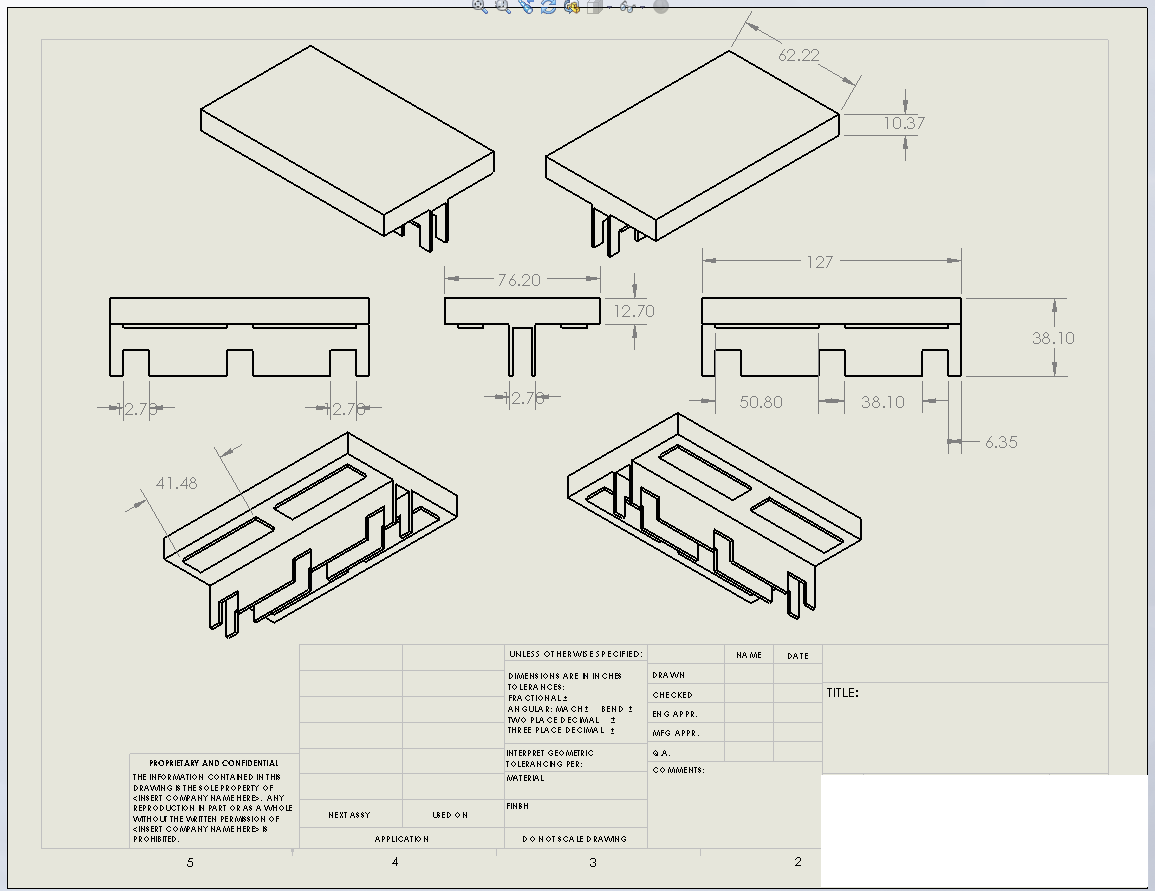 62.22
10.37
127
76.20
12.70
38.10
12.70
12.70
12.70
50.80
38.10
6.35
41.48
UNLESS OTHERWISE SPECIFIED:
DIMENSIONS ARE IN INCHES
TOLERANCES:
FRACTIONAL ±
ANGULAR: MACH ± BEND ±
TWO PLACE DECIMAL ±
THREE PLACE DECIMAL ±
INTERPRET GEOMETRIC
TOLERANCING PER:
MATERIAL
FINISH
DO NOT SCALE DRAWING
NAME DATE
DRAWN
CHECKED
ENG APPR.
MFG APPR.
Q.A.
COMMENTS:
TITLE:
PROPRIETARY AND CONFIDENTIAL
THE INFORMATION CONTAINED IN THIS
DRAWING IS THE SOLE PROPERTY OF
<INSERT COMPANY NAME HERE>. ANY
REPRODUCTION IN PART OR AS A WHOLE
WITHOUT THE WRITTEN PERMISSION OF
<INSERT COMPANY NAME HERE> IS
PROHIBITED.
NEXT ASSY USED ON
APPLICATION
5 4 3 2